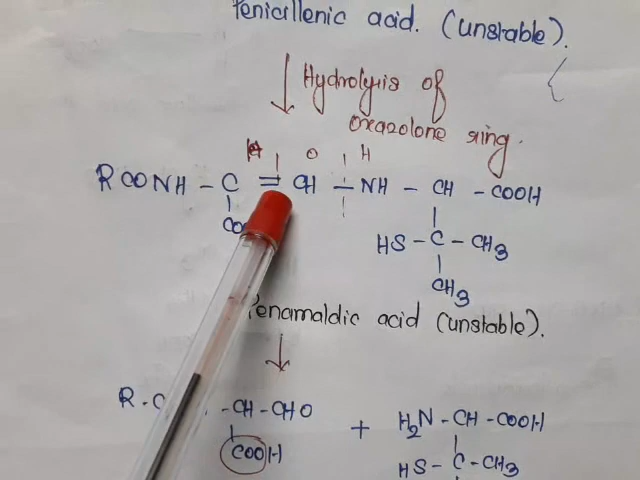 Penicillenic acid. (unstable).
Hydrolysis of
oxazolone ring.
H O H
RCONH - C = CH - NH - CH - COOH
HS - C - CH3
CH3
Penamaldic acid (unstable).
R. - CH - CHO + H2N - CH - COOH
COOH
HS - C - CH3